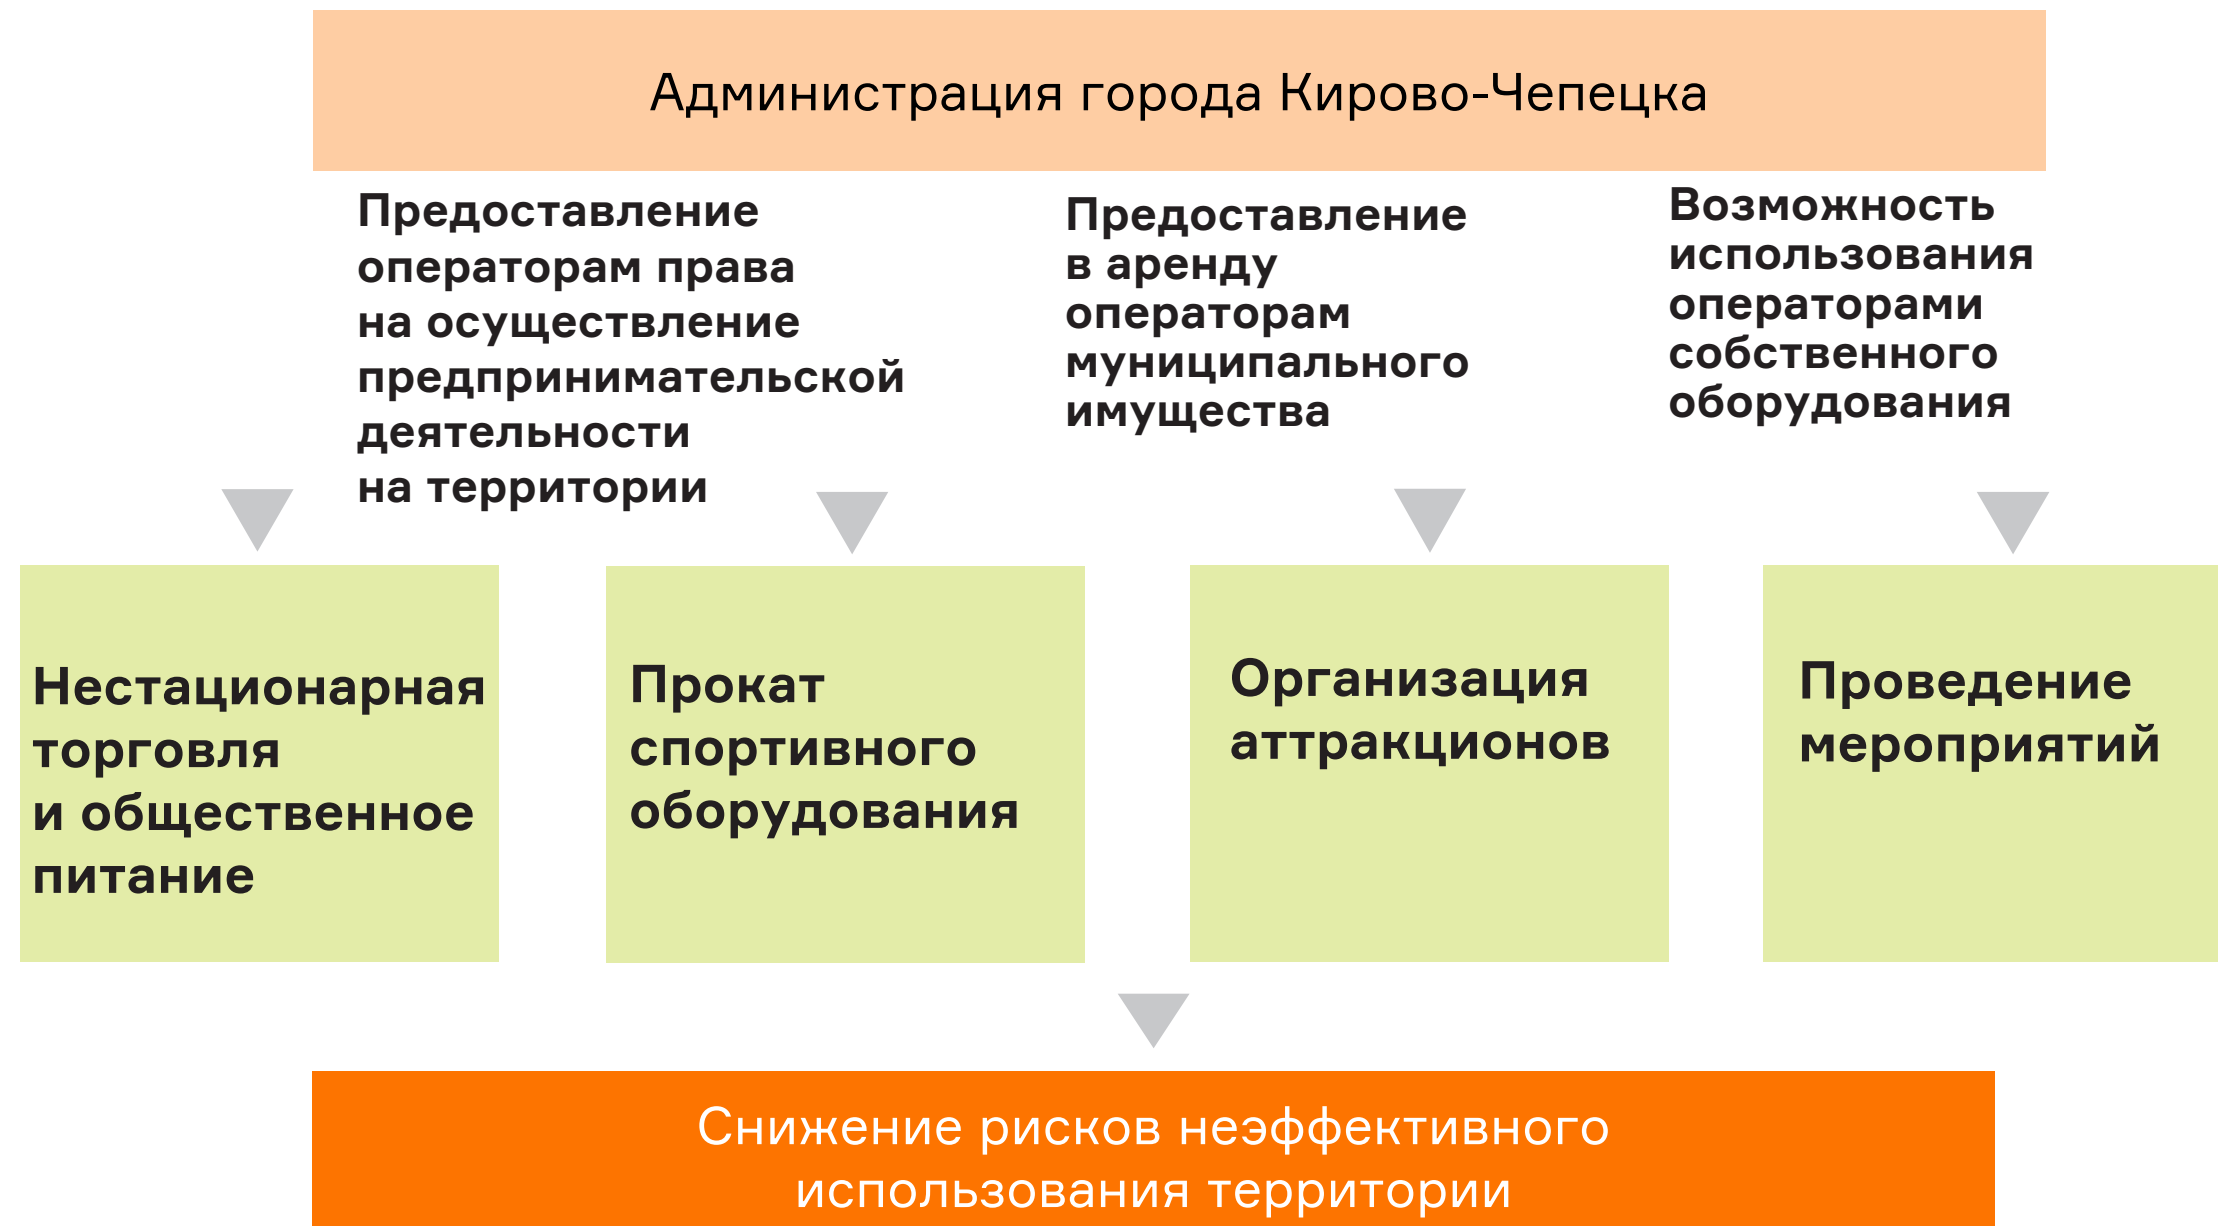 Администрация города Кирово-Чепецка
Предоставление
операторам права
на осуществление
предпринимательской
деятельности
на территории
Предоставление
в аренду
операторам
муниципального
имущества
Возможность
использования
операторами
собственного
оборудования
Нестационарная
торговля
и общественное
питание
Прокат
спортивного
оборудования
Организация
аттракционов
Проведение
мероприятий
Снижение рисков неэффективного
использования территории